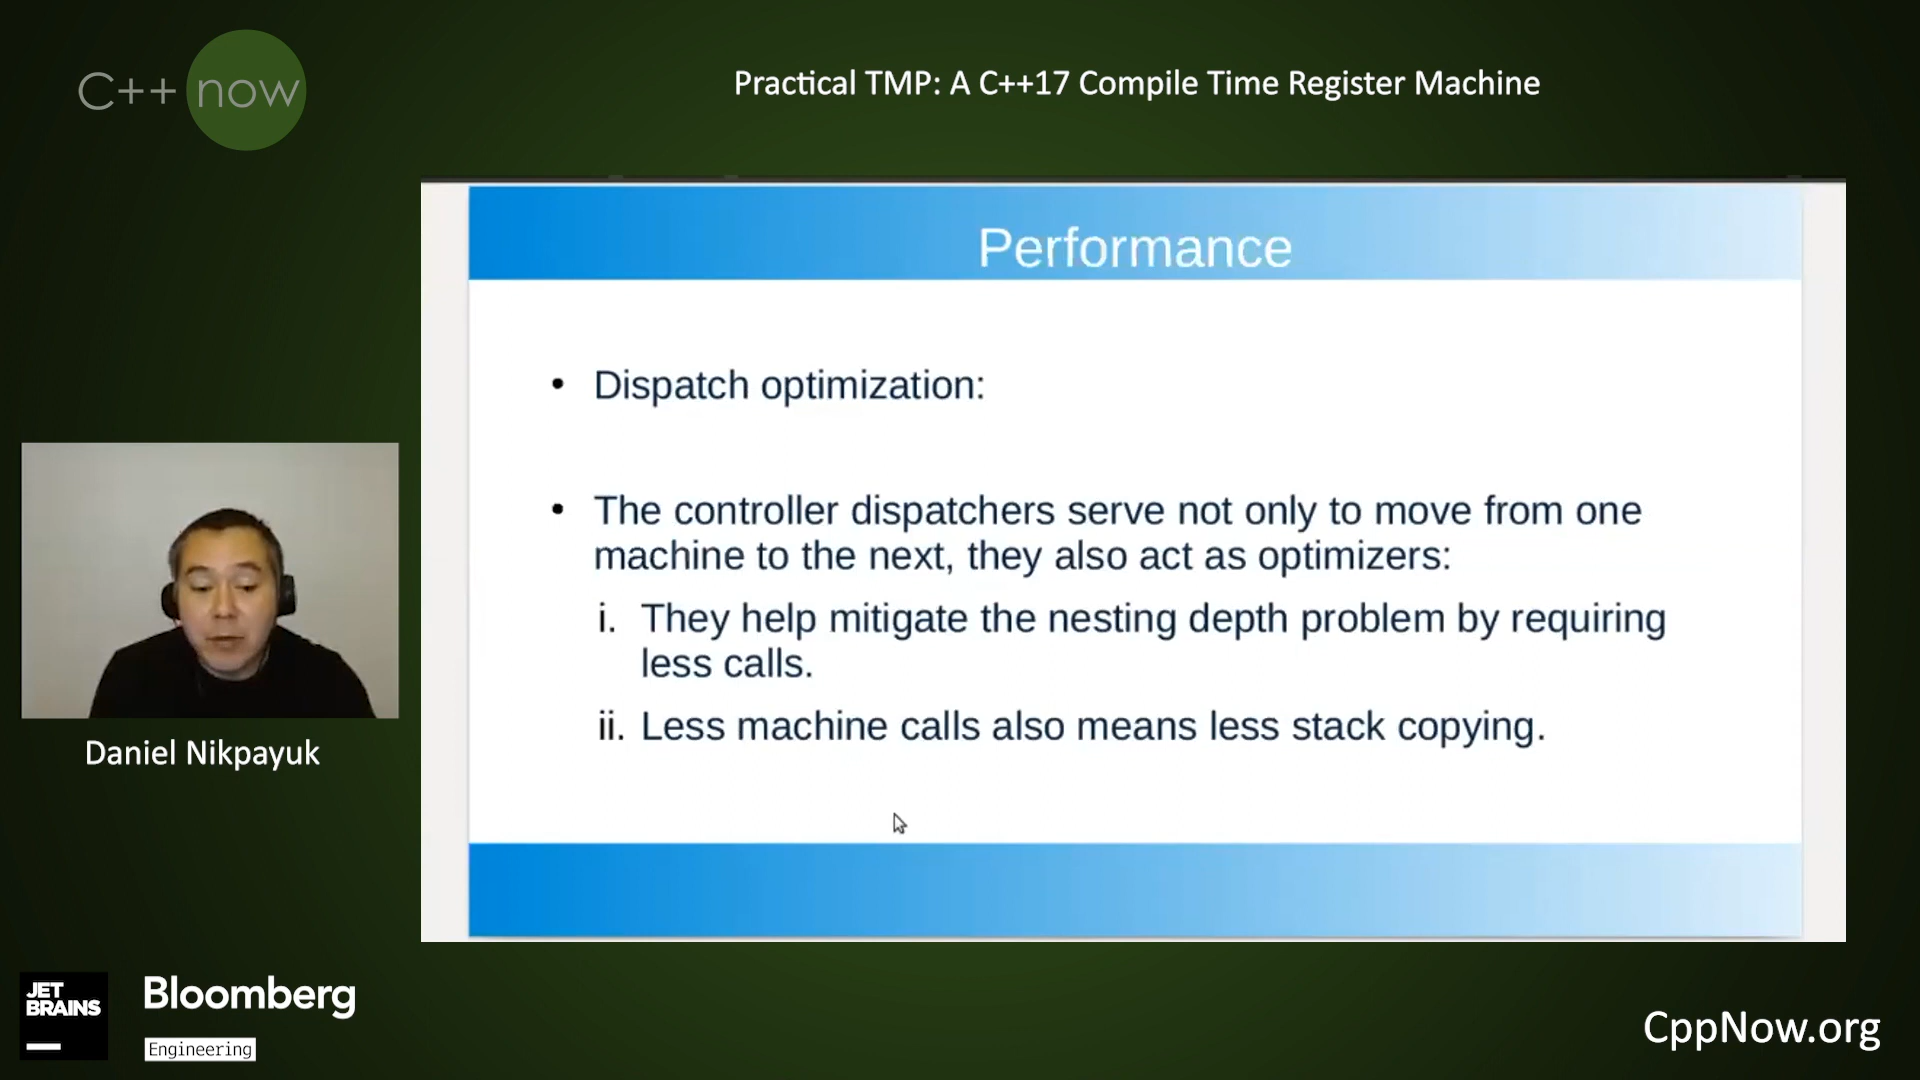 C++ now
Practical TMP: A C++17 Compile Time Register Machine
Performance
• Dispatch optimization:
• The controller dispatchers serve not only to move from one
machine to the next, they also act as optimizers:
i. They help mitigate the nesting depth problem by requiring
less calls.
ii. Less machine calls also means less stack copying.
Daniel Nikpayuk
JET
BRAINS
Bloomberg
Engineering
CppNow.org